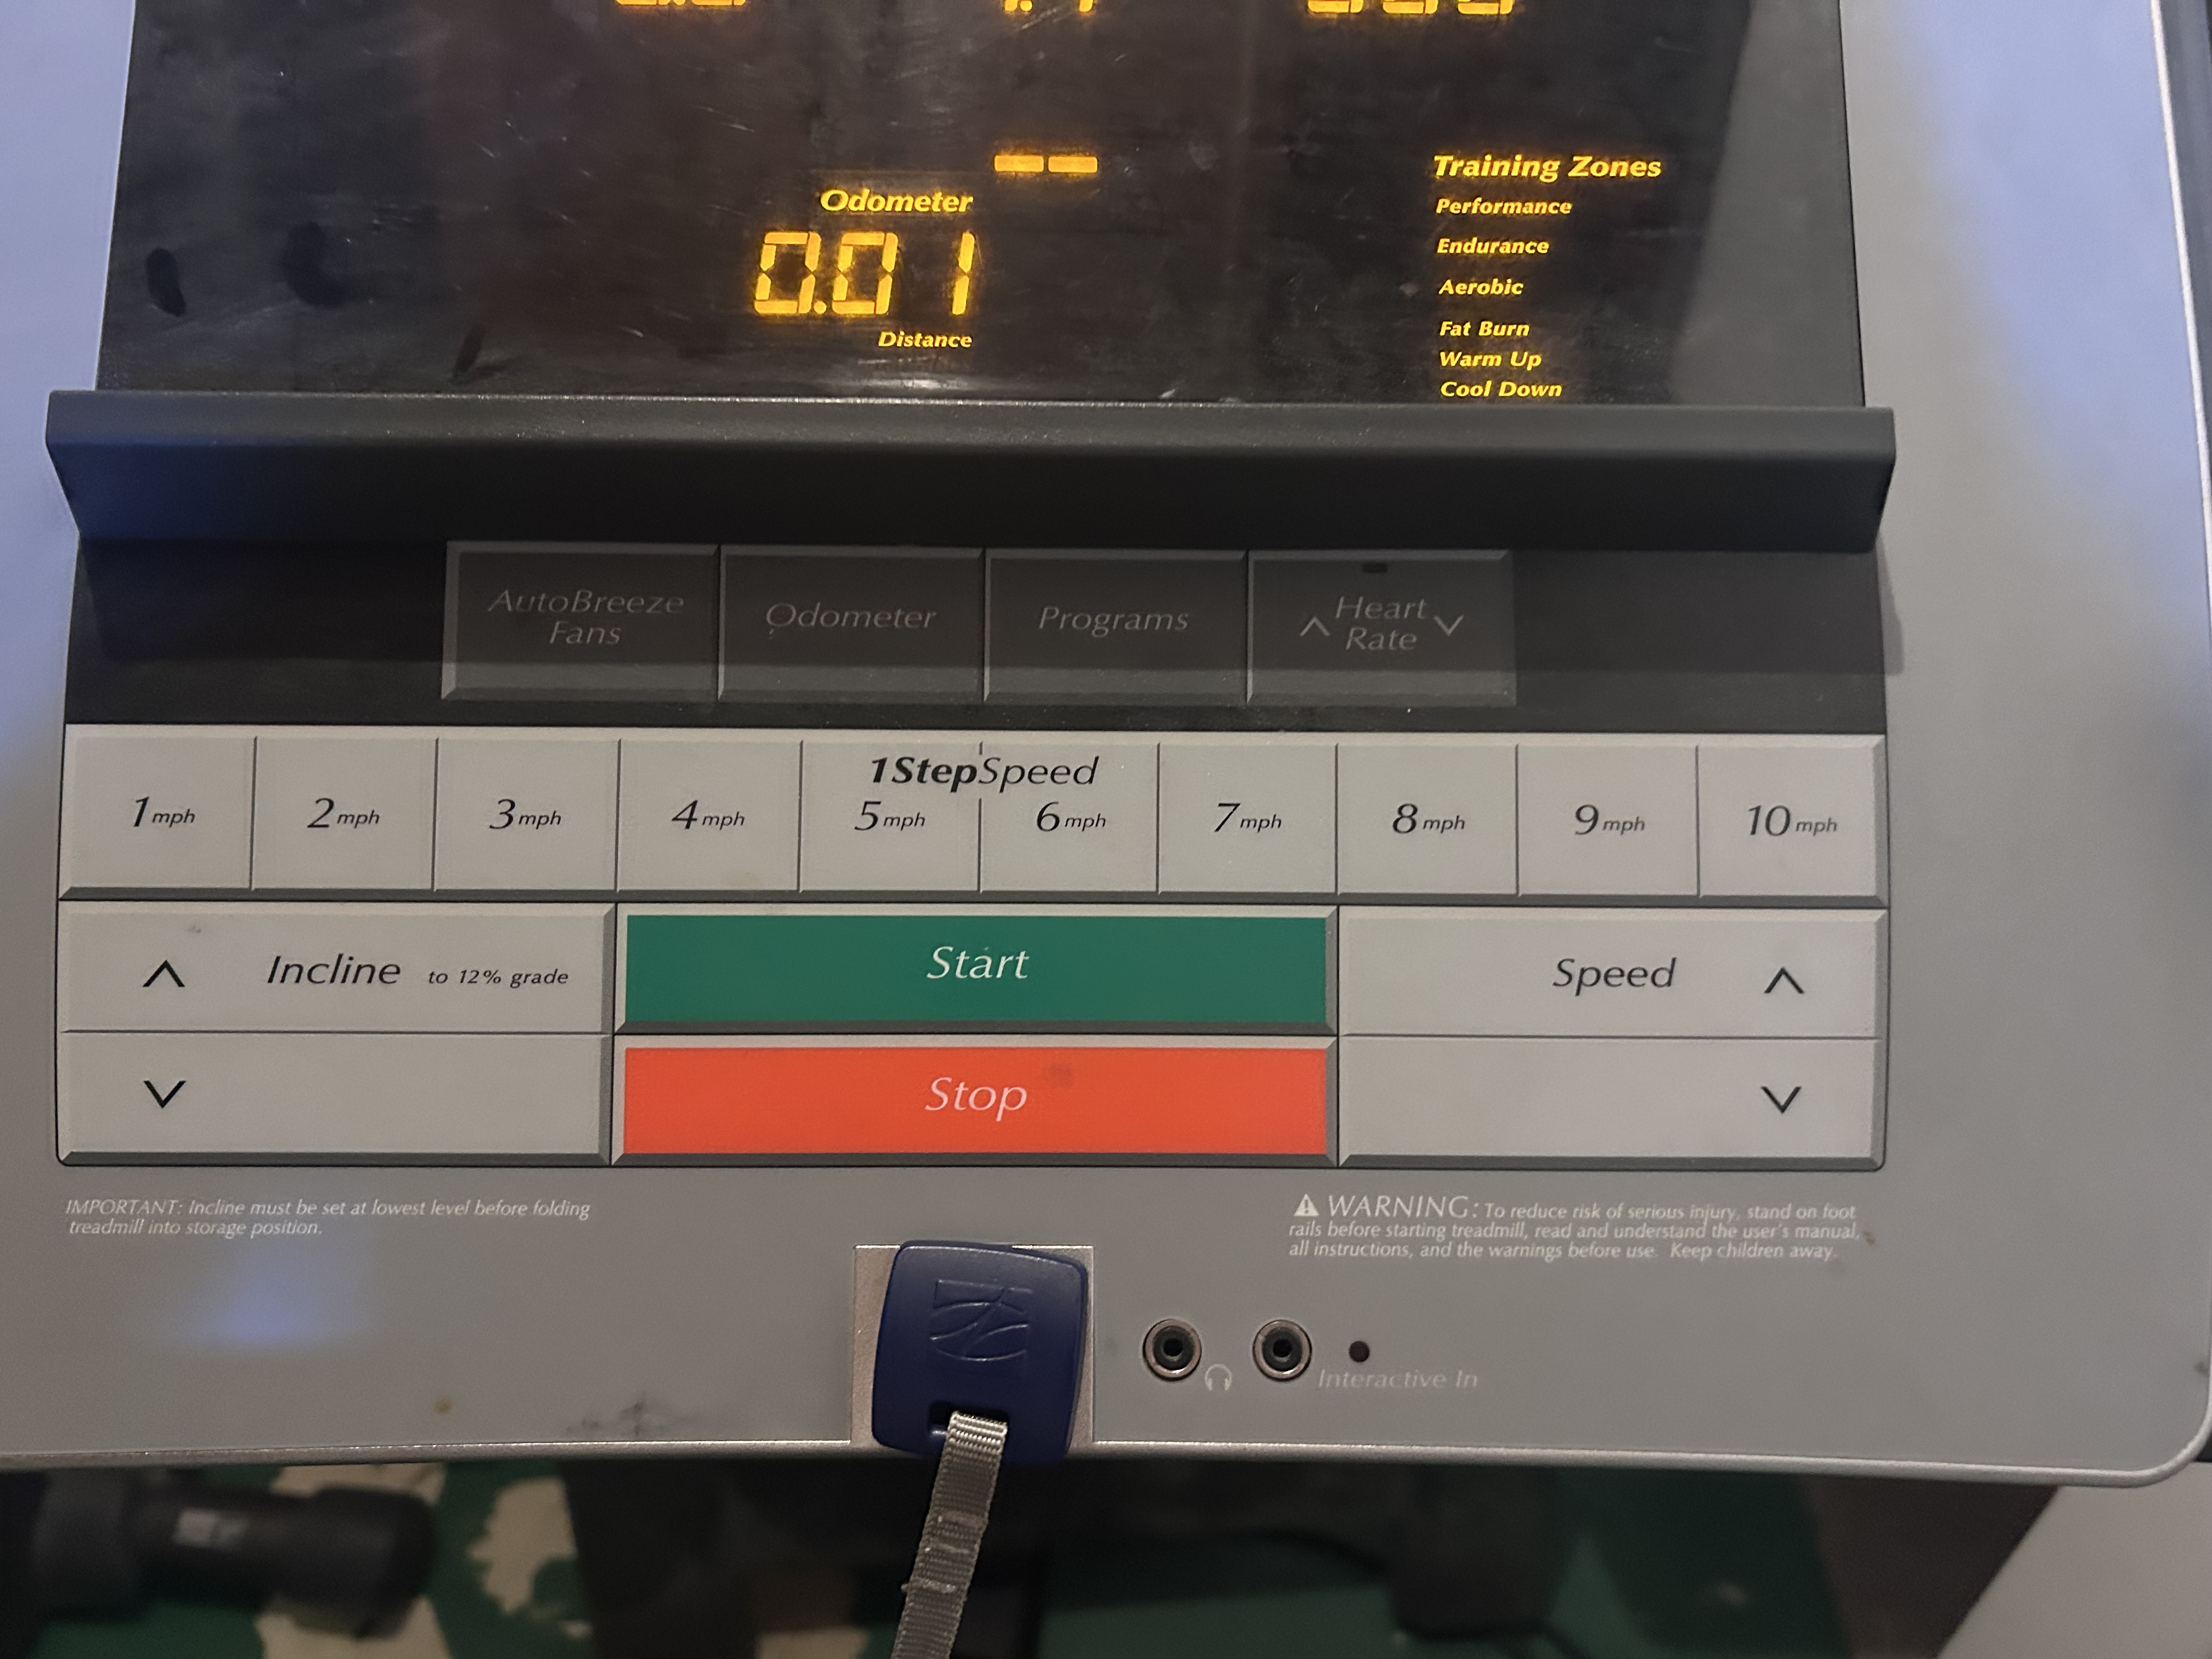 Training Zones
Odometer
Performance
0.01
Endurance
Aerobic
Distance
Fat Burn
Warm Up
Cool Down
AutoBreeze
Fans
Odometer
Programs
Heart
Rate
1StepSpeed
1 mph
2 mph
3 mph
4 mph
5 mph
6 mph
7 mph
8 mph
9 mph
10 mph
Incline to 12% grade
Start
Speed
Stop
IMPORTANT: Incline must be set at lowest level before folding
treadmill into storage position.
WARNING: To reduce risk of serious injury, stand on foot
rails before starting treadmill, read and understand the user's manual,
all instructions, and the warnings before use. Keep children away.
Interactive In